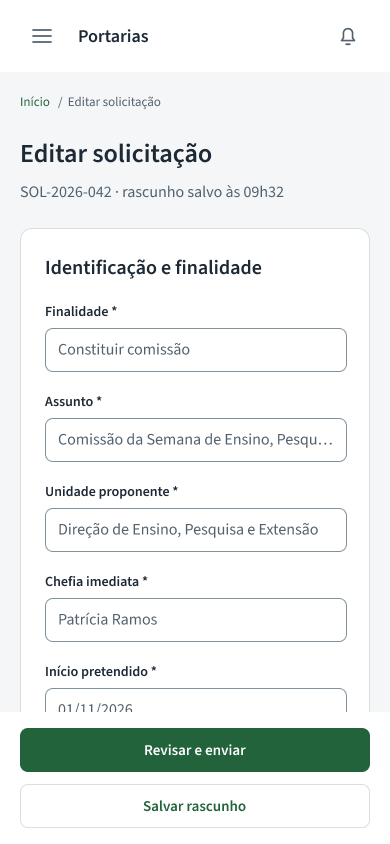 Portarias
Início / Editar solicitação
Editar solicitação
SOL-2026-042 · rascunho salvo às 09h32
Identificação e finalidade
Finalidade *
Constituir comissão
Assunto *
Comissão da Semana de Ensino, Pesqu...
Unidade proponente *
Direção de Ensino, Pesquisa e Extensão
Chefia imediata *
Patrícia Ramos
Início pretendido *
01/11/2026
Revisar e enviar
Salvar rascunho